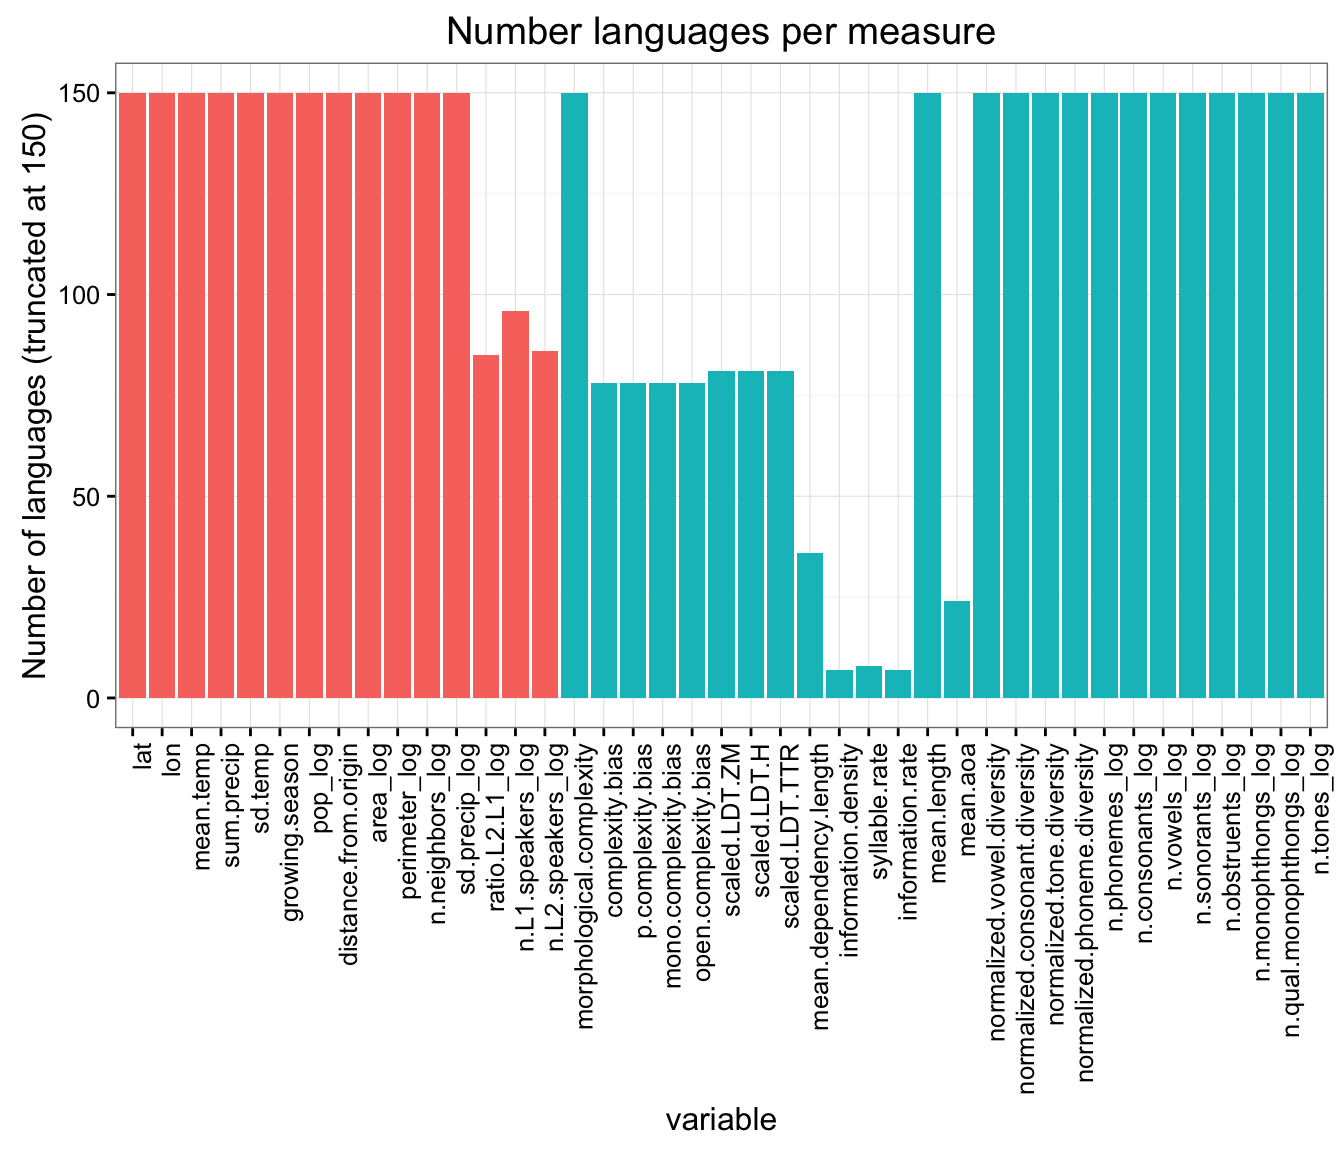 Number languages per measure
Number of languages (truncated at 150)
150
100
50
0
lat
lon
mean.temp
sum.precip
sd.temp
growing.season
pop_log
distance.from.origin
area_log
perimeter_log
n.neighbors_log
sd.precip_log
ratio.L2.L1_log
n.L1.speakers_log
n.L2.speakers_log
morphological.complexity
complexity.bias
p.complexity.bias
mono.complexity.bias
open.complexity.bias
scaled.LDT.ZM
scaled.LDT.H
scaled.LDT.TTR
mean.dependency.length
information.density
syllable.rate
information.rate
mean.length
mean.aoa
normalized.vowel.diversity
normalized.consonant.diversity
normalized.tone.diversity
normalized.phoneme.diversity
n.phonemes_log
n.consonants_log
n.vowels_log
n.sonorants_log
n.obstruents_log
n.monophthongs_log
n.qual.monophthongs_log
n.tones_log
variable